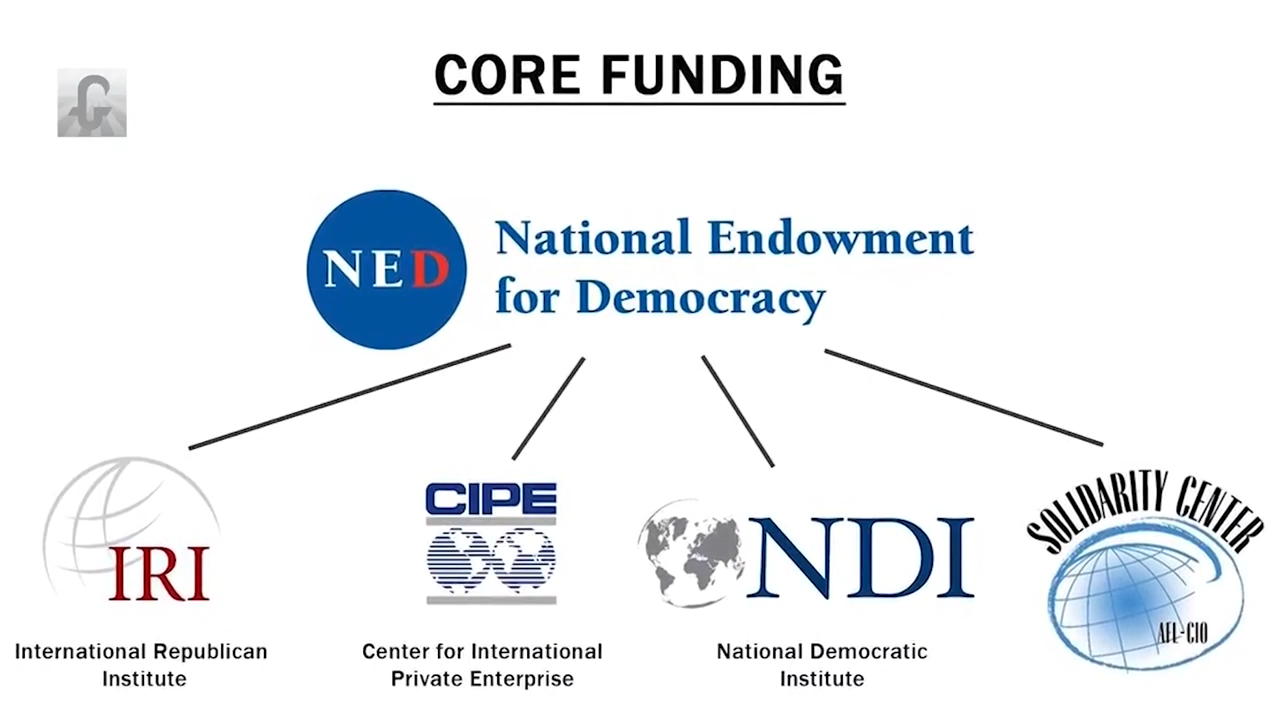 CORE FUNDING
NED
National Endowment
for Democracy
IRI
International Republican
Institute
CIPE
Center for International
Private Enterprise
NDI
National Democratic
Institute
SOLIDARITY CENTER
AFL-CIO